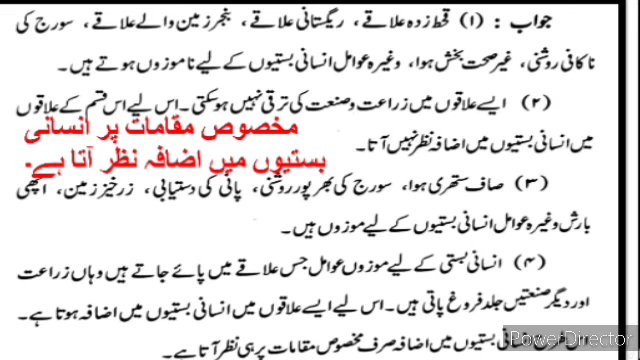 جواب : (۱) قحط زدہ علاقے، ریگستانی علاقے، بنجر زمین والے علاقے، سورج کی
ناکافی روشنی، غیر صحت بخش ہوا، وغیرہ عوامل انسانی بستیوں کے لیے ناموزوں ہوتے ہیں۔
(۲) ایسے علاقوں میں زراعت و صنعت کی ترقی نہیں ہوسکتی۔ اس لیے اس قسم کے علاقوں
میں انسانی بستیوں میں اضافہ نظر نہیں آتا۔
مخصوص مقامات پر انسانی
بستیوں میں اضافہ نظر آتا ہے۔
(۳) صاف ستھری ہوا، سورج کی بھرپور روشنی، پانی کی دستیابی، زرخیز زمین، اچھی
بارش وغیرہ عوامل انسانی بستیوں کے لیے موزوں ہیں۔
(۴) انسانی بستی کے لیے موزوں عوامل جس علاقے میں پائے جاتے ہیں وہاں زراعت
اور دیگر صنعتیں جلد فروغ پاتی ہیں۔ اس لیے ایسے علاقوں میں انسانی بستیوں میں اضافہ ہوتا ہے۔
بستیوں میں اضافہ صرف مخصوص مقامات پر ہی نظر آتا ہے۔
PowerDirector